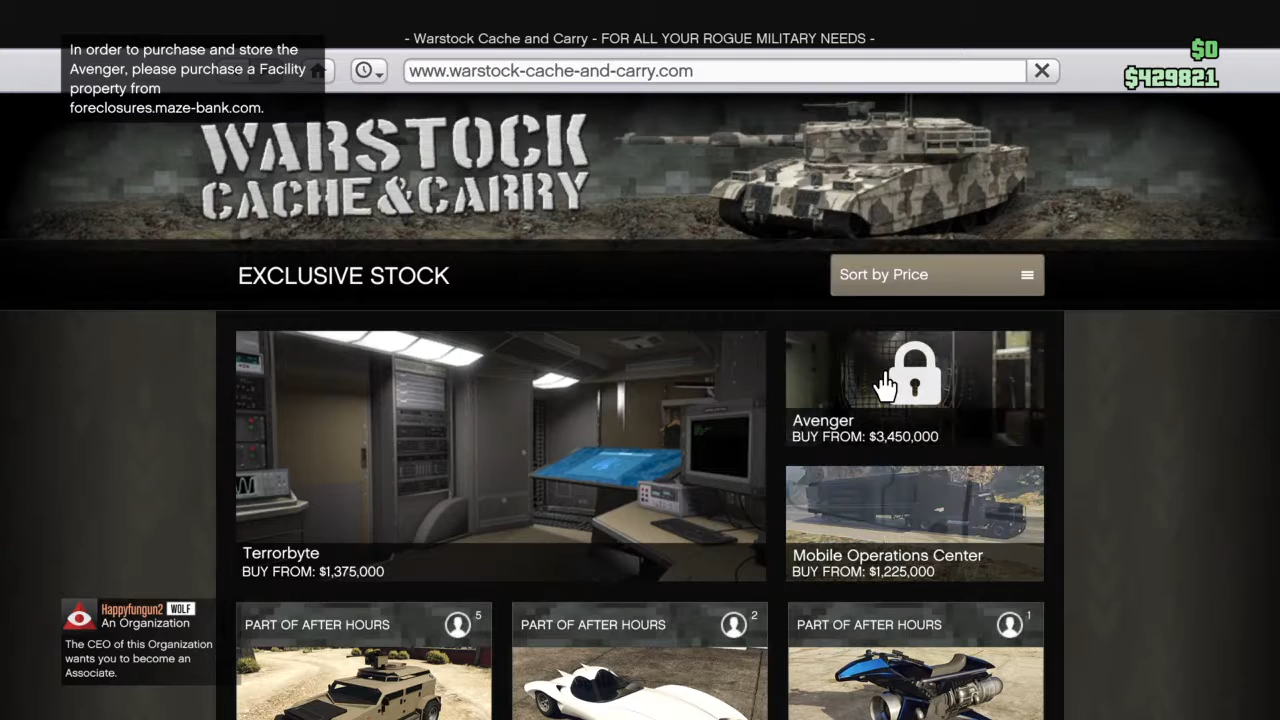 - Warstock Cache and Carry - FOR ALL YOUR ROGUE MILITARY NEEDS -
In order to purchase and store the
Avenger, please purchase a Facility
property from
foreclosures.maze-bank.com.
www.warstock-cache-and-carry.com
$0
$429821
WARSTOCK
CACHE & CARRY
EXCLUSIVE STOCK
Sort by Price
Avenger
BUY FROM: $3,450,000
Terrorbyte
BUY FROM: $1,375,000
Mobile Operations Center
BUY FROM: $1,225,000
Happyfungun2 WOLF
An Organization
The CEO of this Organization
wants you to become an
Associate.
PART OF AFTER HOURS 5
PART OF AFTER HOURS 2
PART OF AFTER HOURS 1